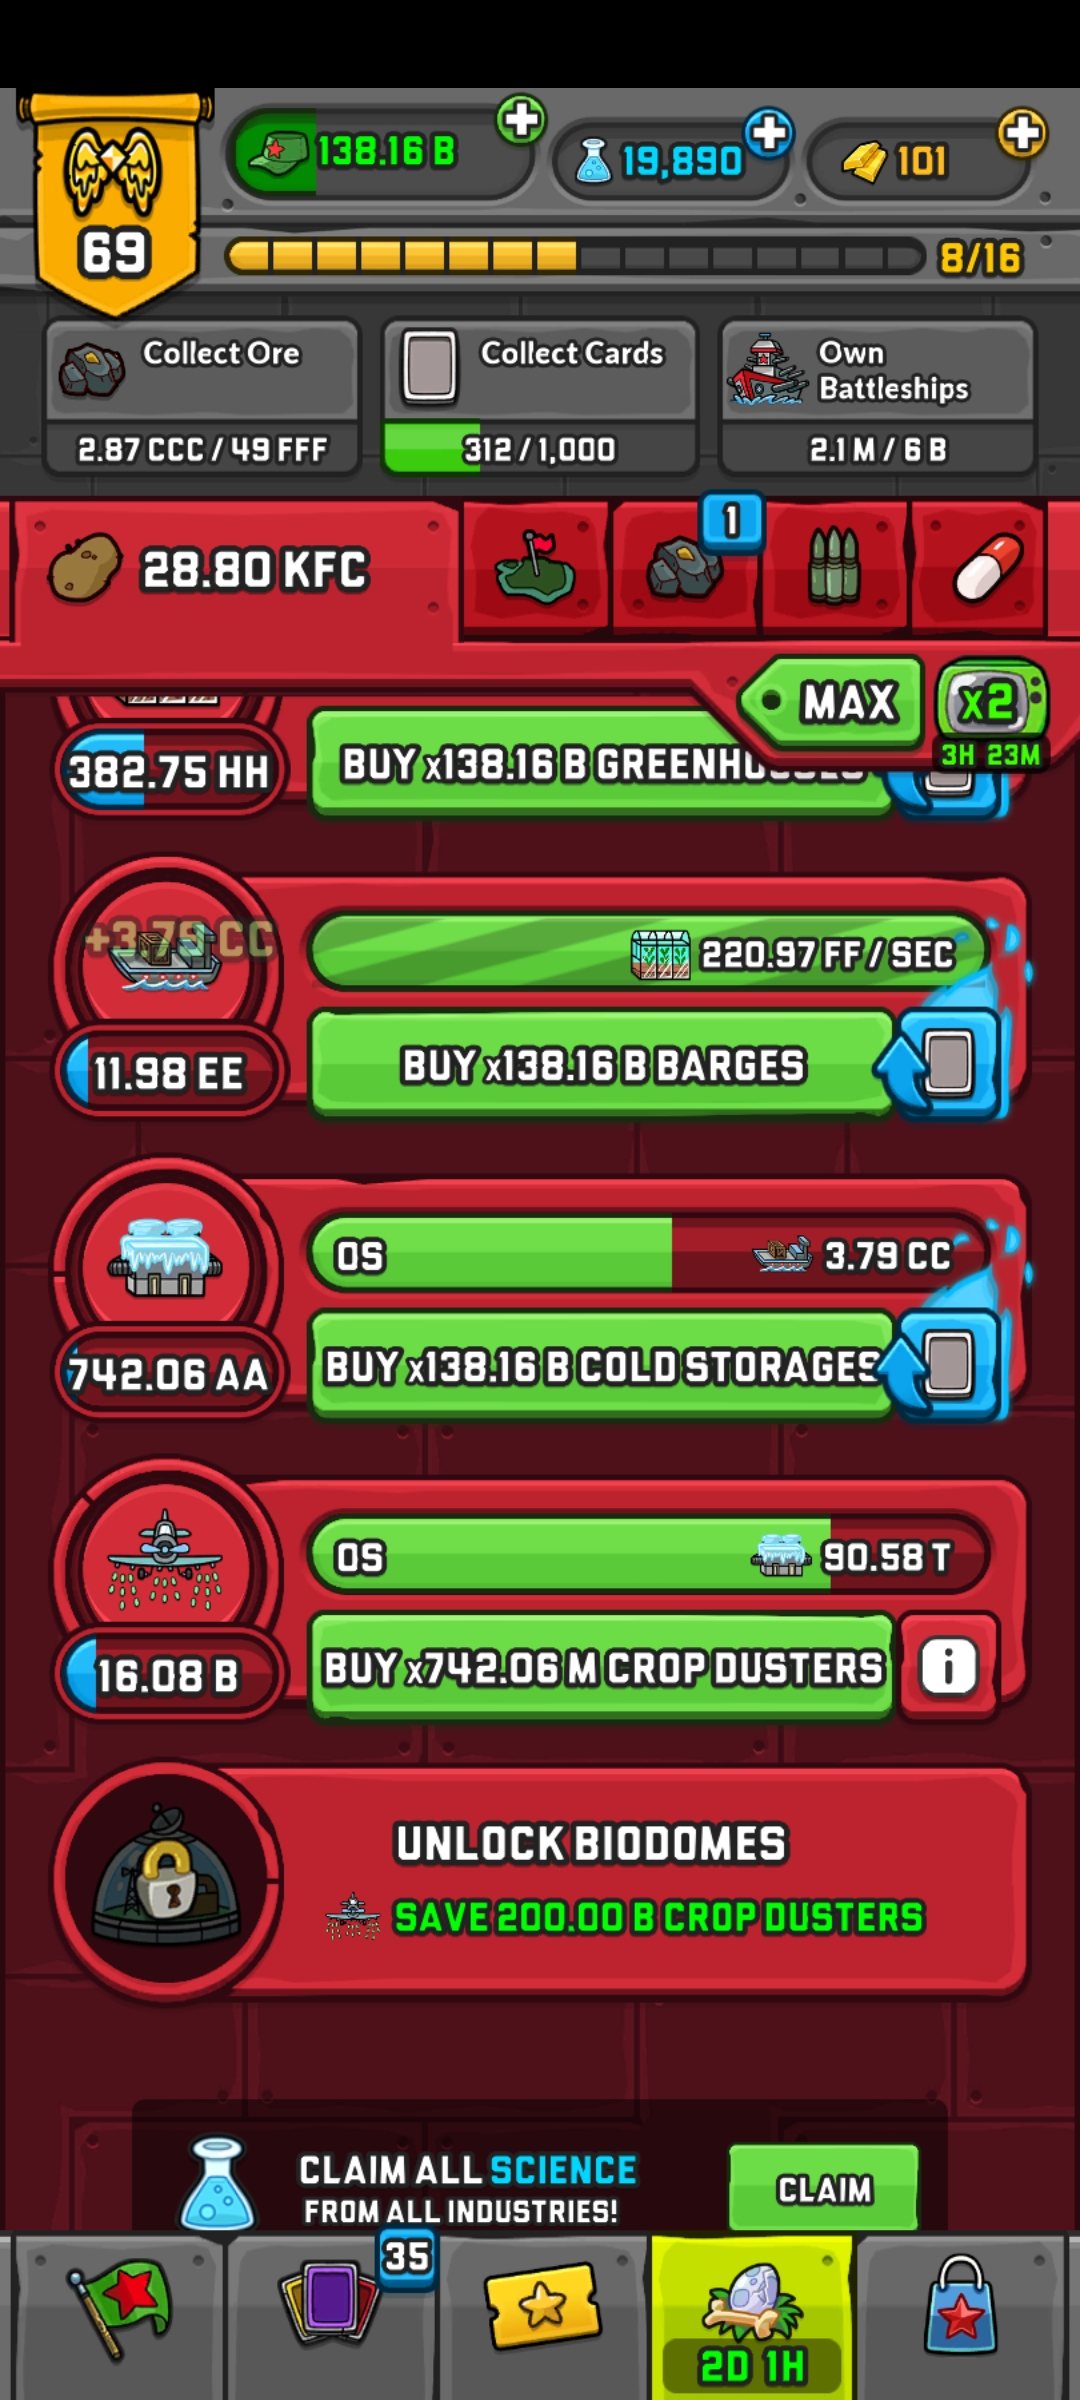 138.16 B
19,890
101
69
8/16
Collect Ore
2.87 CCC / 49 FFF
Collect Cards
312 / 1,000
Own
Battleships
2.1 M / 6 B
28.80 KFC
1
MAX
x2
3H 23M
382.75 HH
BUY x138.16 B GREENHOUSES
+3.79 CC
220.97 FF / SEC
11.98 EE
BUY x138.16 B BARGES
0S
3.79 CC
742.06 AA
BUY x138.16 B COLD STORAGES
0S
90.58 T
16.08 B
BUY x742.06 M CROP DUSTERS
i
UNLOCK BIODOMES
SAVE 200.00 B CROP DUSTERS
CLAIM ALL SCIENCE
FROM ALL INDUSTRIES!
CLAIM
35
2D 1H